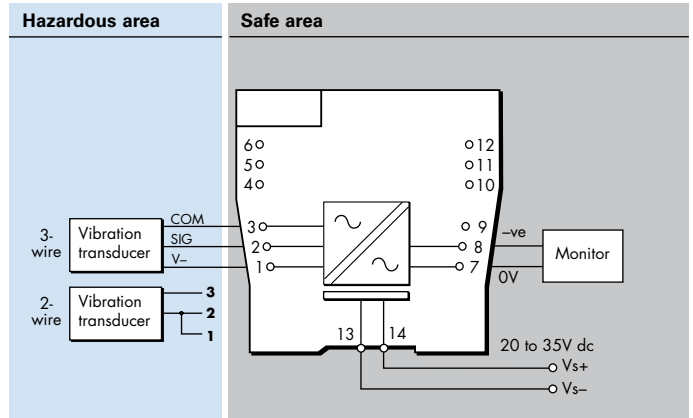 Hazardous area
Safe area
6 12
5 11
4 10
3-wire
Vibration transducer
COM
SIG
V–
3 9
2 8
1 7
–ve
0V
Monitor
2-wire
Vibration transducer
3
2
1
13 14
20 to 35V dc
Vs+
Vs–